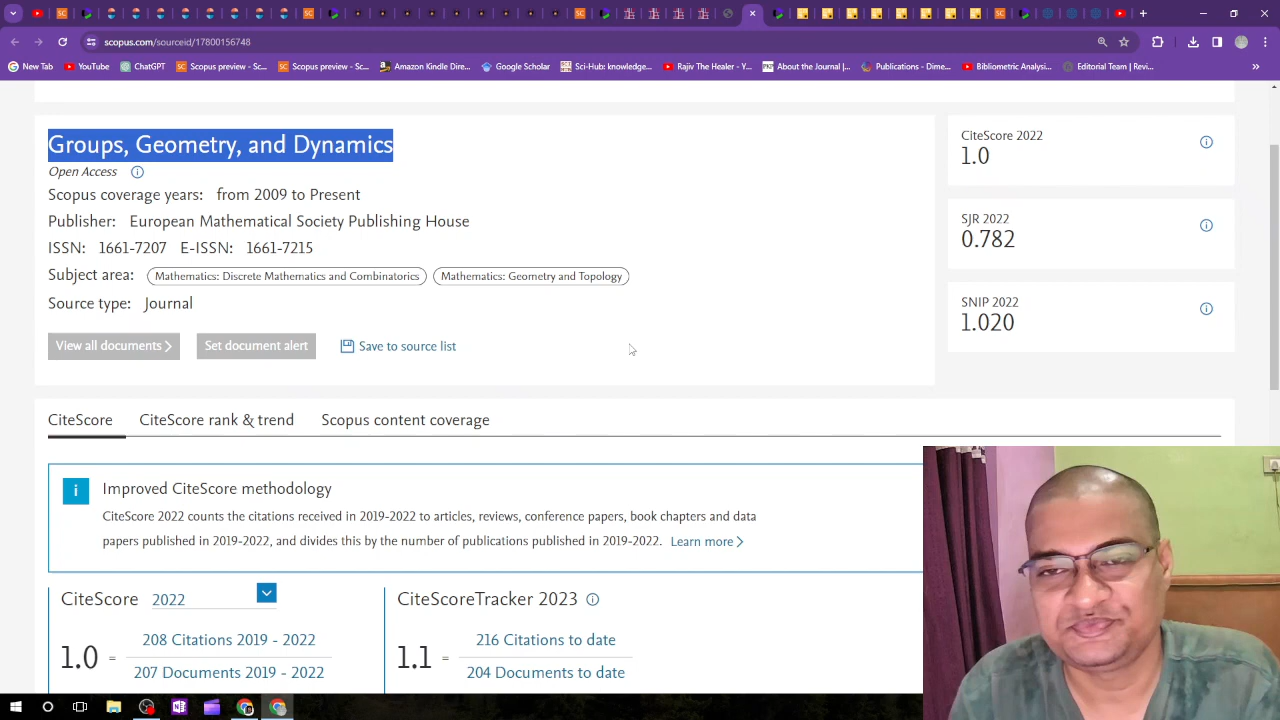 SC
SC
SC
SC
scopus.com/sourceid/17800156748
New Tab
YouTube
ChatGPT
SC Scopus preview - Sc...
SC Scopus preview - Sc...
Amazon Kindle Dire...
Google Scholar
Sci-Hub: knowledge...
Rajiv The Healer - Y...
About the Journal |...
Publications - Dime...
Bibliometric Analysi...
Editorial Team | Revi...
Groups, Geometry, and Dynamics
Open Access
Scopus coverage years: from 2009 to Present
Publisher: European Mathematical Society Publishing House
ISSN: 1661-7207 E-ISSN: 1661-7215
Subject area: Mathematics: Discrete Mathematics and Combinatorics Mathematics: Geometry and Topology
Source type: Journal
View all documents >
Set document alert
Save to source list
CiteScore 2022
1.0
SJR 2022
0.782
SNIP 2022
1.020
CiteScore CiteScore rank & trend Scopus content coverage
Improved CiteScore methodology
CiteScore 2022 counts the citations received in 2019-2022 to articles, reviews, conference papers, book chapters and data
papers published in 2019-2022, and divides this by the number of publications published in 2019-2022. Learn more >
CiteScore 2022
1.0 =
208 Citations 2019 - 2022
207 Documents 2019 - 2022
CiteScoreTracker 2023
1.1 =
216 Citations to date
204 Documents to date